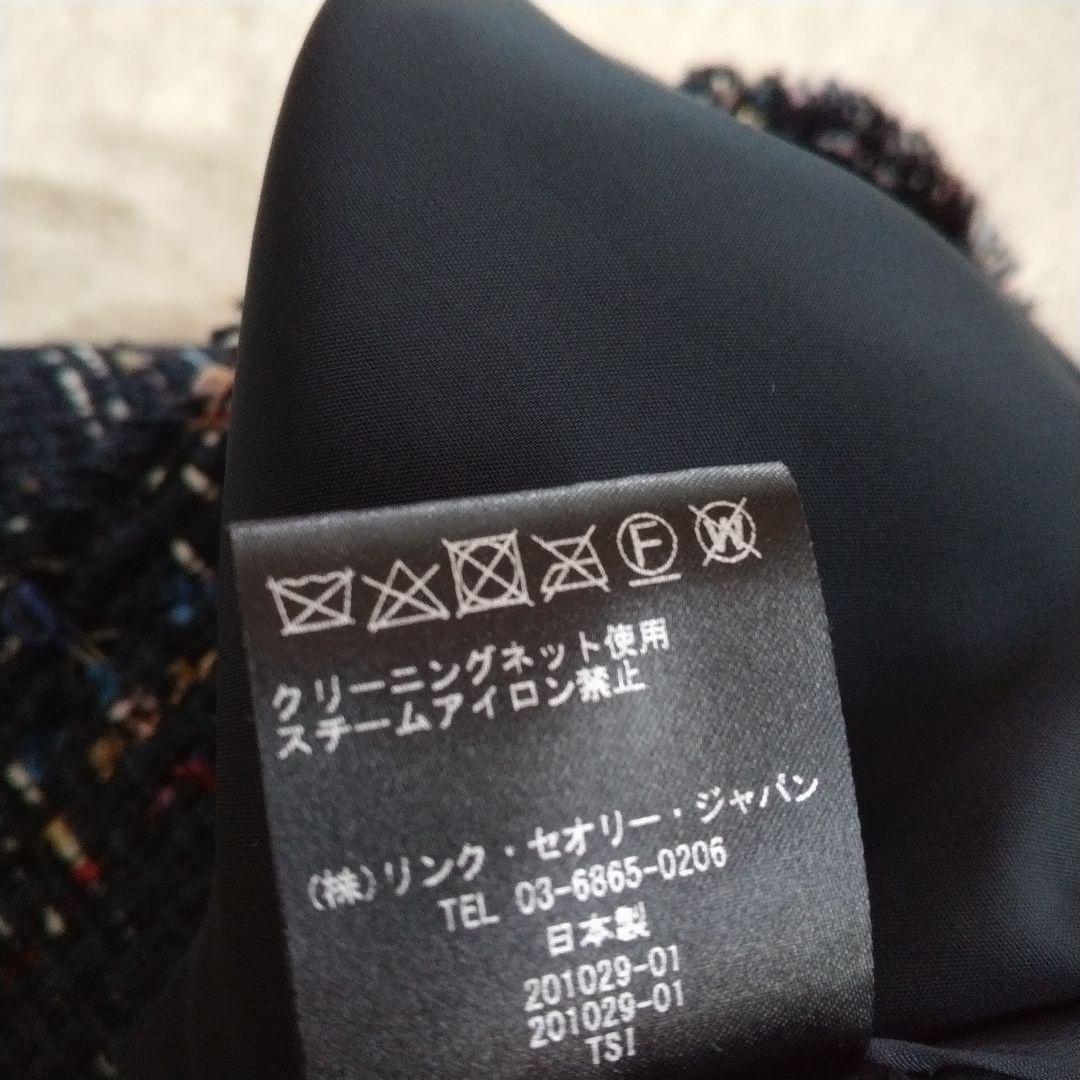 F W
クリーニングネット使用
スチームアイロン禁止
(株)リンク・セオリー・ジャパン
TEL 03-6865-0206
日本製
201029-01
201029-01
TSI